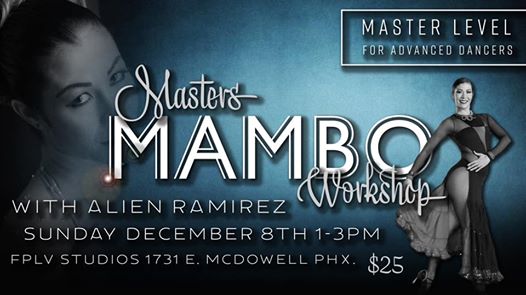 MASTER LEVEL
FOR ADVANCED DANCERS
Masters
MAMBO
Workshop
WITH ALIEN RAMIREZ
SUNDAY DECEMBER 8TH 1-3PM
FPLV STUDIOS 1731 E. MCDOWELL PHX.
$25